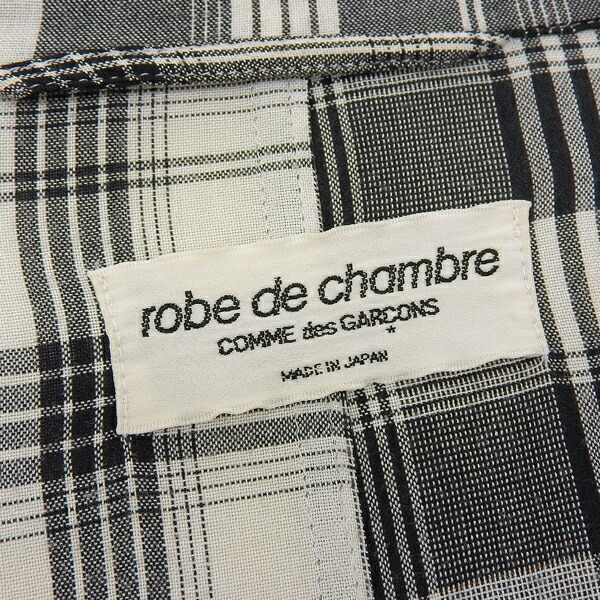 robe de chambre
COMME des GARCONS
*
MADE IN JAPAN